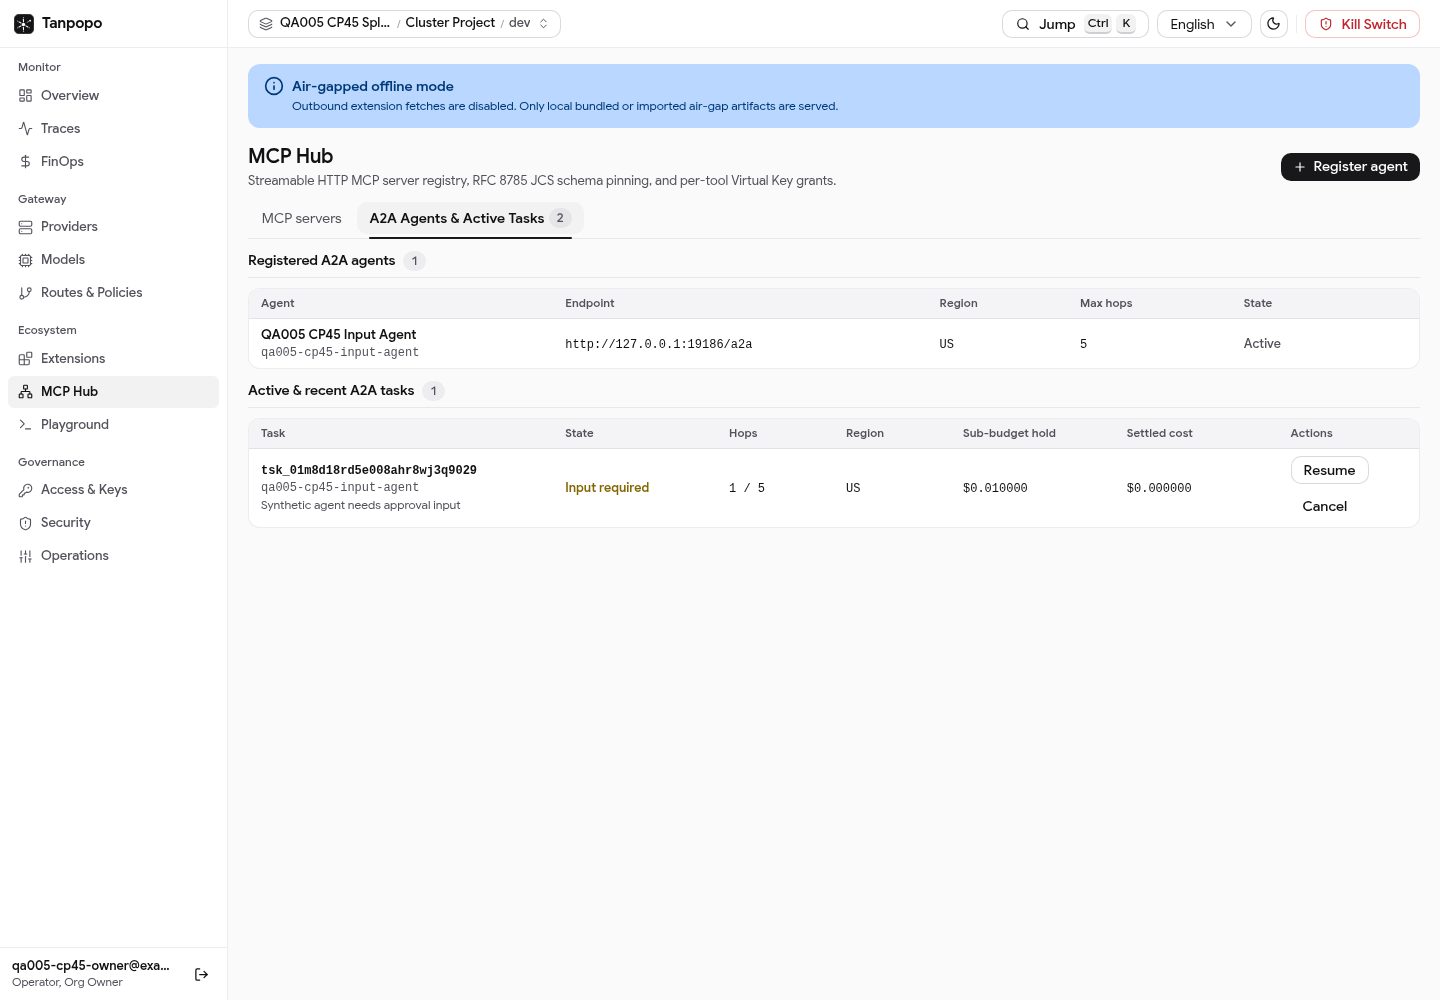 Tanpopo
QA005 CP45 Spl... / Cluster Project / dev
Jump Ctrl K
English
Kill Switch
Monitor
Overview
Traces
FinOps
Gateway
Providers
Models
Routes & Policies
Ecosystem
Extensions
MCP Hub
Playground
Governance
Access & Keys
Security
Operations
qa005-cp45-owner@exa...
Operator, Org Owner
Air-gapped offline mode
Outbound extension fetches are disabled. Only local bundled or imported air-gap artifacts are served.
MCP Hub
Streamable HTTP MCP server registry, RFC 8785 JCS schema pinning, and per-tool Virtual Key grants.
Register agent
MCP servers
A2A Agents & Active Tasks 2
Registered A2A agents 1
Agent Endpoint Region Max hops State
QA005 CP45 Input Agent
qa005-cp45-input-agent
http://127.0.0.1:19186/a2a US 5 Active
Active & recent A2A tasks 1
Task State Hops Region Sub-budget hold Settled cost Actions
tsk_01m8d18rd5e008ahr8wj3q9029
qa005-cp45-input-agent
Synthetic agent needs approval input
Input required 1 / 5 US $0.010000 $0.000000
Resume
Cancel